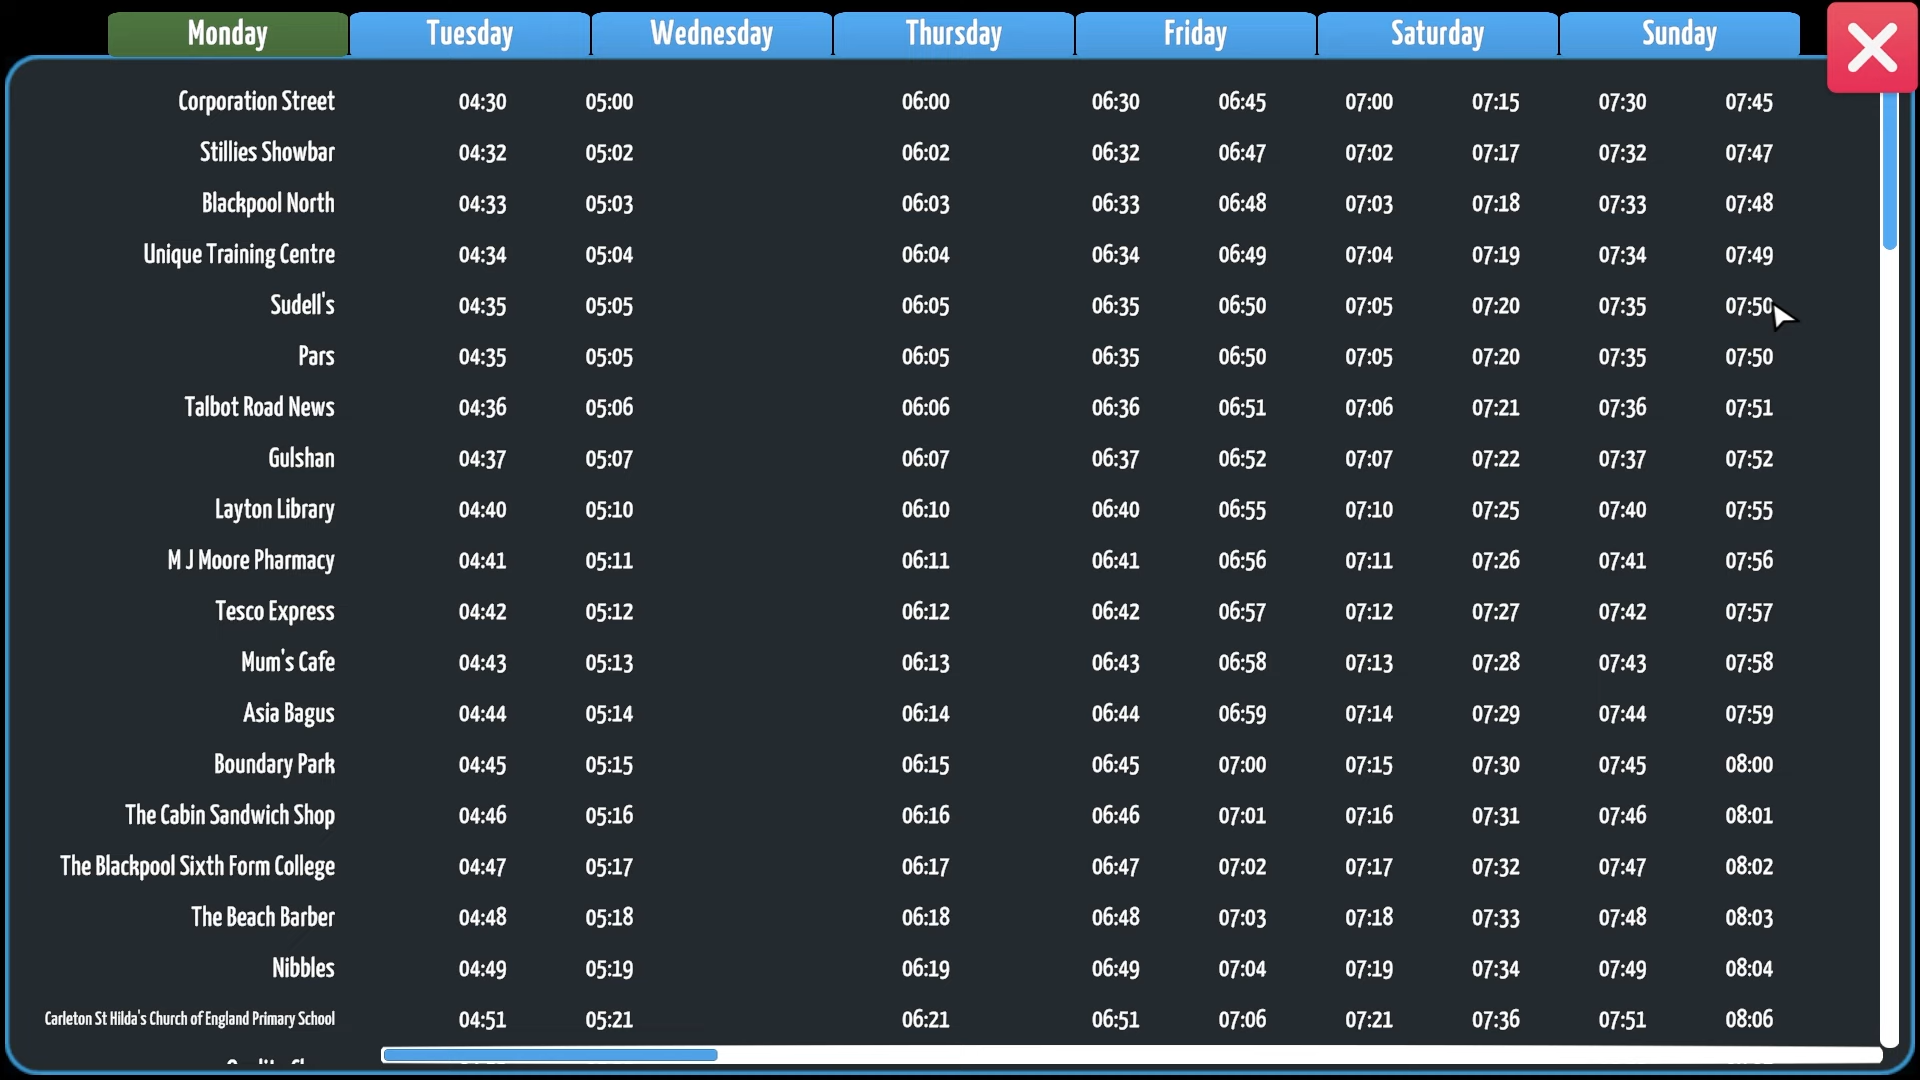 Monday Tuesday Wednesday Thursday Friday Saturday Sunday
Corporation Street 04:30 05:00 06:00 06:30 06:45 07:00 07:15 07:30 07:45
Stillies Showbar 04:32 05:02 06:02 06:32 06:47 07:02 07:17 07:32 07:47
Blackpool North 04:33 05:03 06:03 06:33 06:48 07:03 07:18 07:33 07:48
Unique Training Centre 04:34 05:04 06:04 06:34 06:49 07:04 07:19 07:34 07:49
Sudell's 04:35 05:05 06:05 06:35 06:50 07:05 07:20 07:35 07:50
Pars 04:35 05:05 06:05 06:35 06:50 07:05 07:20 07:35 07:50
Talbot Road News 04:36 05:06 06:06 06:36 06:51 07:06 07:21 07:36 07:51
Gulshan 04:37 05:07 06:07 06:37 06:52 07:07 07:22 07:37 07:52
Layton Library 04:40 05:10 06:10 06:40 06:55 07:10 07:25 07:40 07:55
M J Moore Pharmacy 04:41 05:11 06:11 06:41 06:56 07:11 07:26 07:41 07:56
Tesco Express 04:42 05:12 06:12 06:42 06:57 07:12 07:27 07:42 07:57
Mum's Cafe 04:43 05:13 06:13 06:43 06:58 07:13 07:28 07:43 07:58
Asia Bagus 04:44 05:14 06:14 06:44 06:59 07:14 07:29 07:44 07:59
Boundary Park 04:45 05:15 06:15 06:45 07:00 07:15 07:30 07:45 08:00
The Cabin Sandwich Shop 04:46 05:16 06:16 06:46 07:01 07:16 07:31 07:46 08:01
The Blackpool Sixth Form College 04:47 05:17 06:17 06:47 07:02 07:17 07:32 07:47 08:02
The Beach Barber 04:48 05:18 06:18 06:48 07:03 07:18 07:33 07:48 08:03
Nibbles 04:49 05:19 06:19 06:49 07:04 07:19 07:34 07:49 08:04
Carleton St Hilda's Church of England Primary School 04:51 05:21 06:21 06:51 07:06 07:21 07:36 07:51 08:06